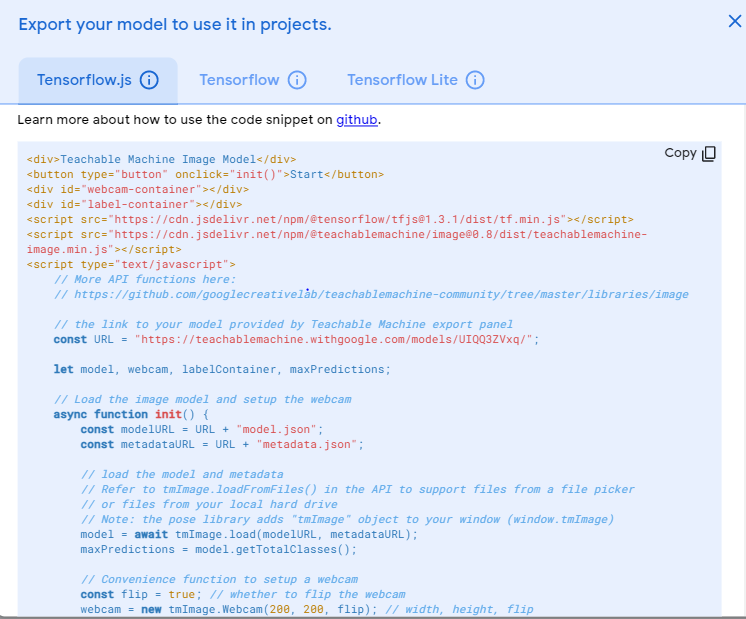 Export your model to use it in projects.
Tensorflow.js
Tensorflow
Tensorflow Lite
Learn more about how to use the code snippet on github.
Copy
<div>Teachable Machine Image Model</div>
<button type="button" onclick="init()">Start</button>
<div id="webcam-container"></div>
<div id="label-container"></div>
<script src="https://cdn.jsdelivr.net/npm/@tensorflow/tfjs@1.3.1/dist/tf.min.js"></script>
<script src="https://cdn.jsdelivr.net/npm/@teachablemachine/image@0.8/dist/teachablemachine-
image.min.js"></script>
<script type="text/javascript">
// More API functions here:
// https://github.com/googlecreativelab/teachablemachine-community/tree/master/libraries/image
// the link to your model provided by Teachable Machine export panel
const URL = "https://teachablemachine.withgoogle.com/models/UIQQ3ZVxq/";
let model, webcam, labelContainer, maxPredictions;
// Load the image model and setup the webcam
async function init() {
const modelURL = URL + "model.json";
const metadataURL = URL + "metadata.json";
// load the model and metadata
// Refer to tmImage.loadFromFiles() in the API to support files from a file picker
// or files from your local hard drive
// Note: the pose library adds "tmImage" object to your window (window.tmImage)
model = await tmImage.load(modelURL, metadataURL);
maxPredictions = model.getTotalClasses();
// Convenience function to setup a webcam
const flip = true; // whether to flip the webcam
webcam = new tmImage.Webcam(200, 200, flip); // width, height, flip